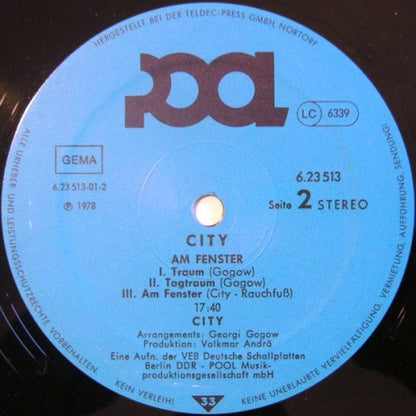 HERGESTELLT BEI DER TELDEC-PRESS GMBH NORTORF
POOL
LC 6339
GEMA
6.23 513-01-2
Ⓟ 1978
6.23 513
Seite 2 STEREO
CITY
AM FENSTER
I. Traum (Gogow)
II. Tagtraum (Gogow)
III. Am Fenster (City - Rauchfuß)
17:40
CITY
Arrangements: Georgi Gogow
Produktion: Volkmar Andrä
Eine Aufn. der VEB Deutsche Schallplatten
Berlin DDR - POOL Musik-
produktionsgesellschaft mbH
ALLE URHEBER- UND LEISTUNGSSCHUTZRECHTE VORBEHALTEN
KEIN VERLEIH!
33
KEINE UNERLAUBTE VERVIELFÄLTIGUNG, VERMIETUNG, AUFFÜHRUNG, SENDUNG!